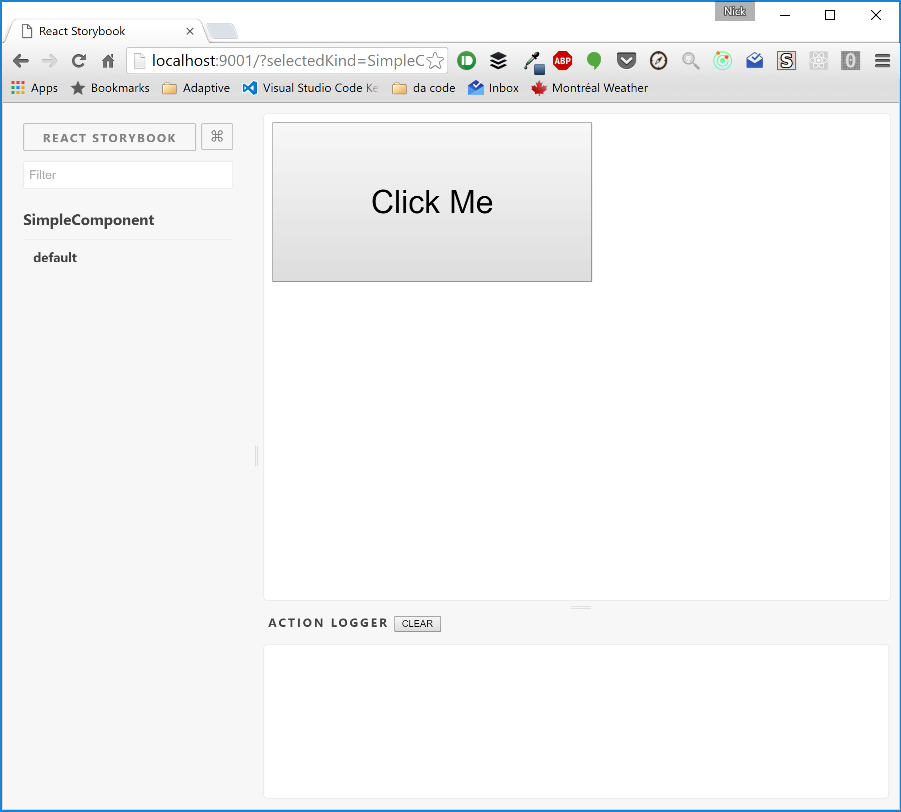 Nick
React Storybook
localhost:9001/?selectedKind=SimpleC
ABP
S
0
Apps Bookmarks Adaptive Visual Studio Code Ke da code Inbox Montréal Weather
REACT STORYBOOK ⌘
Filter
SimpleComponent
default
Click Me
ACTION LOGGER CLEAR